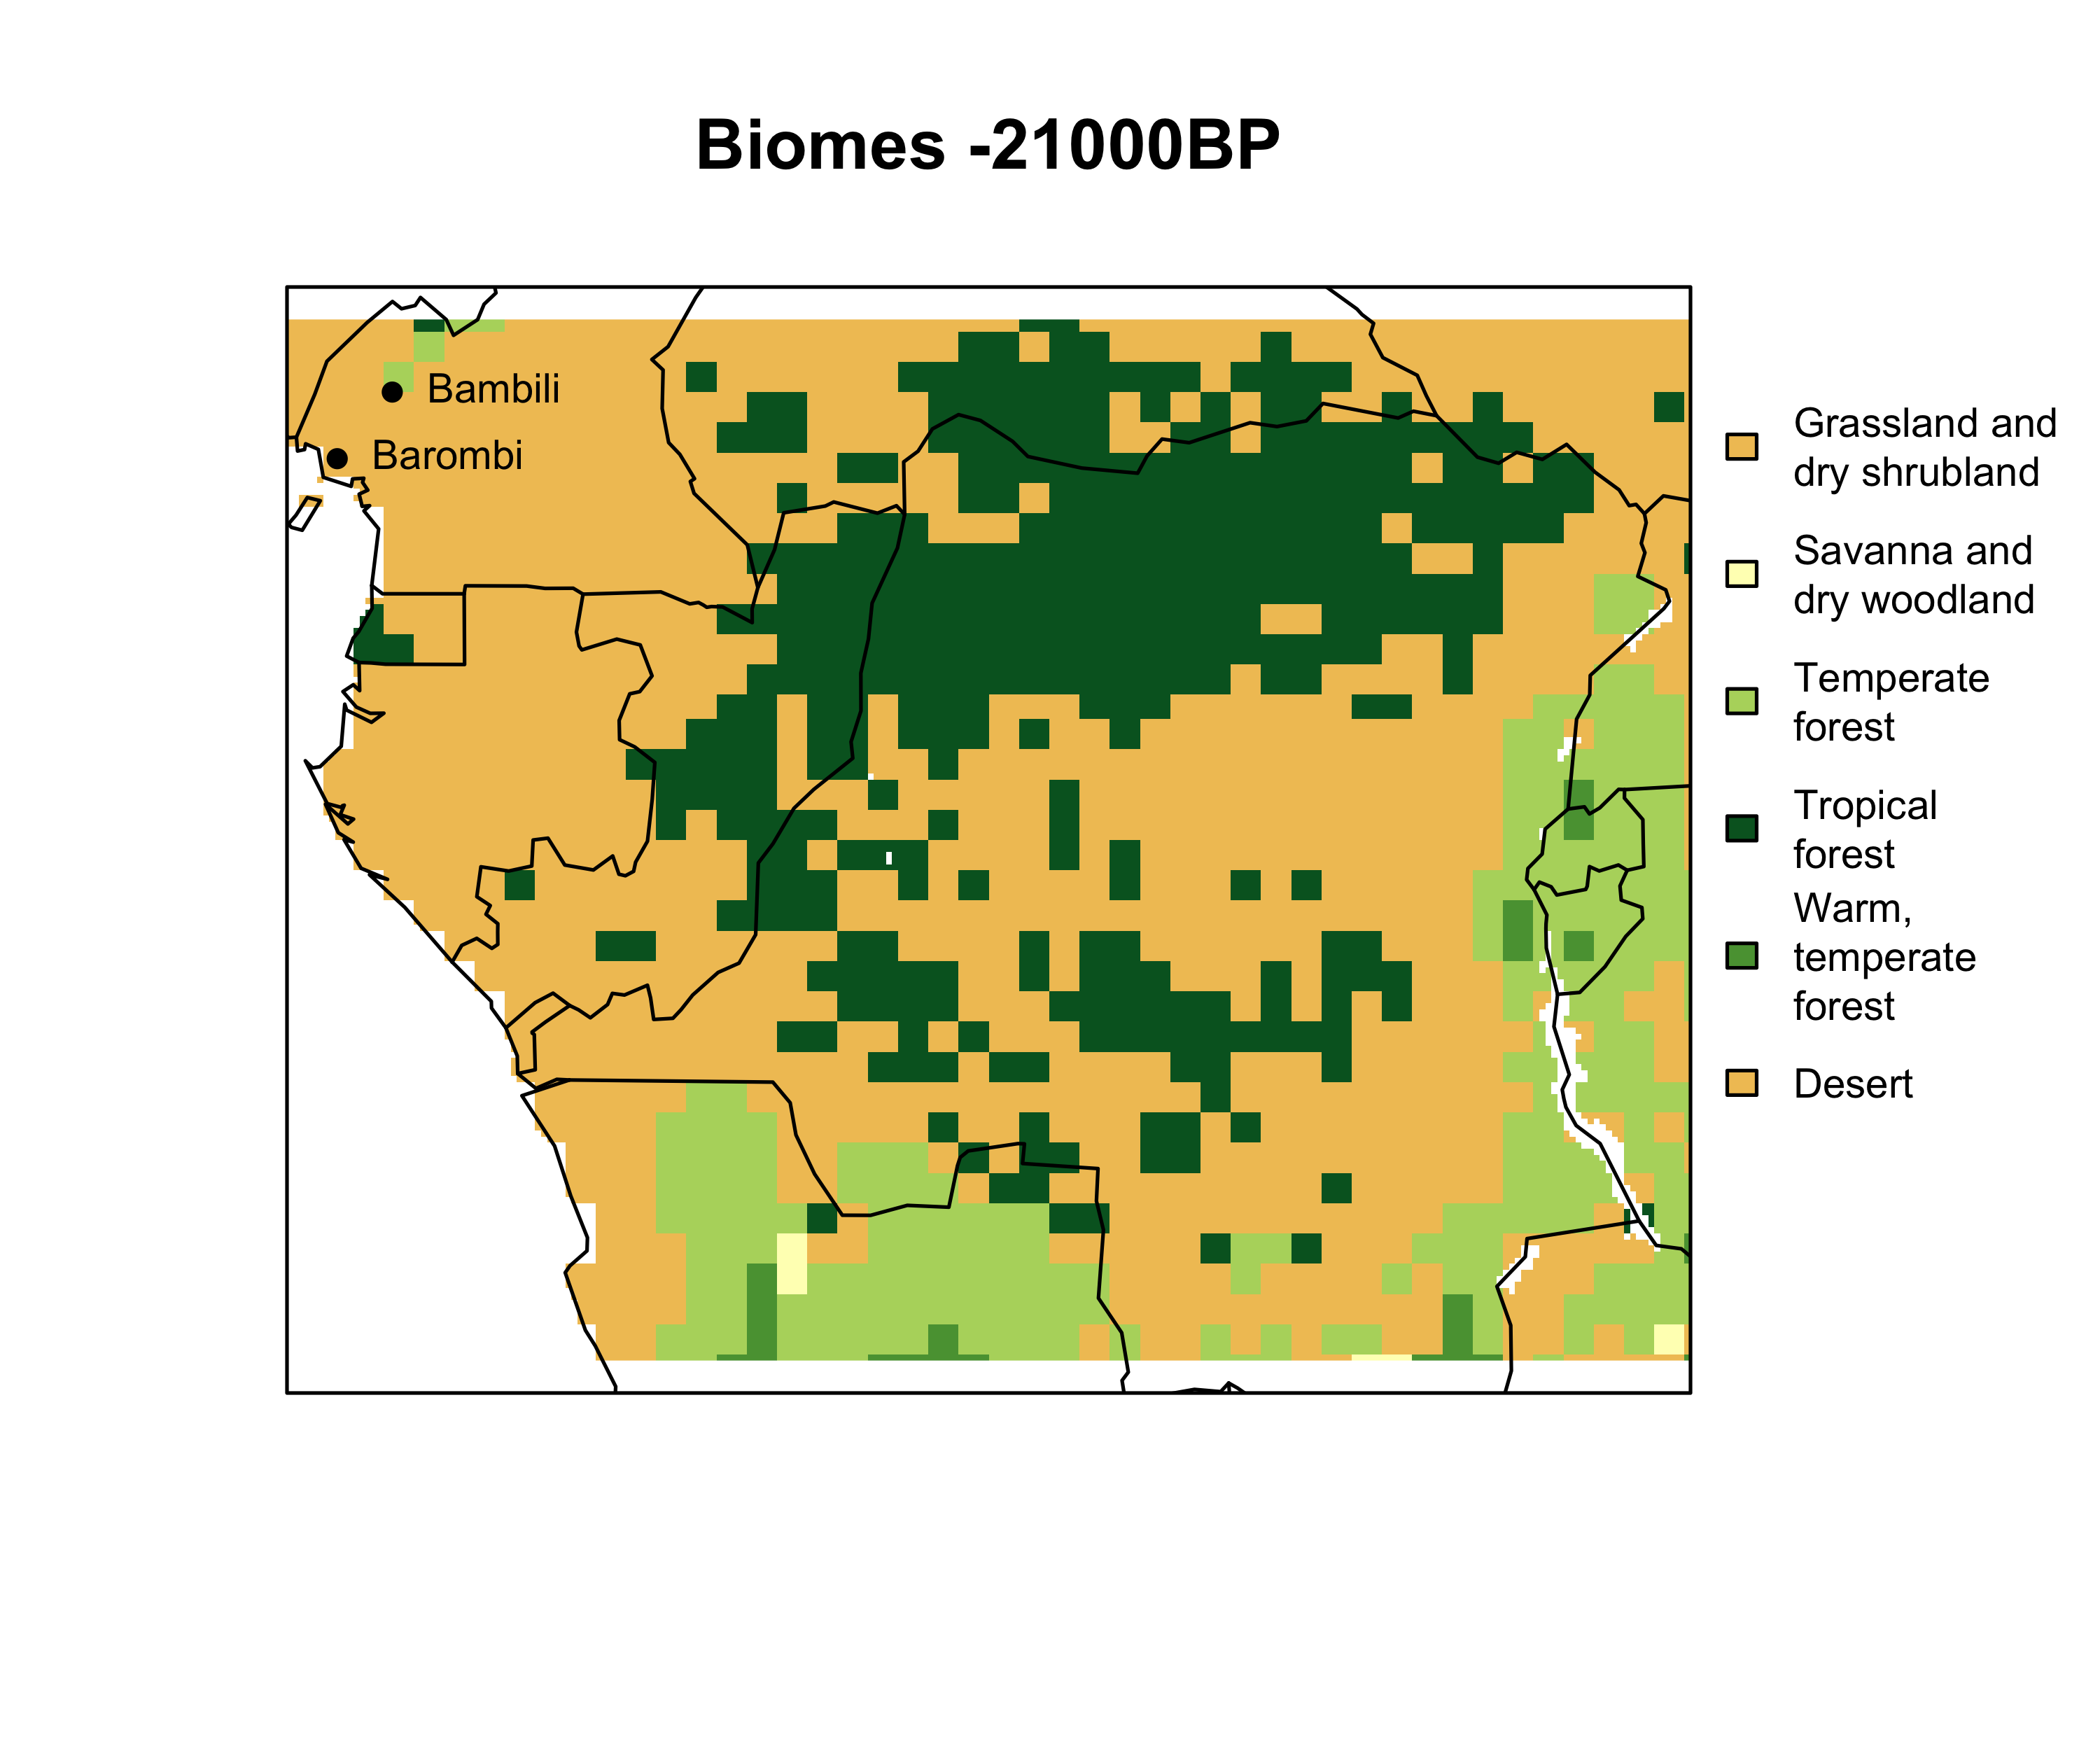 Biomes -21000BP
Bambili
Barombi
Grassland and
dry shrubland
Savanna and
dry woodland
Temperate
forest
Tropical
forest
Warm,
temperate
forest
Desert